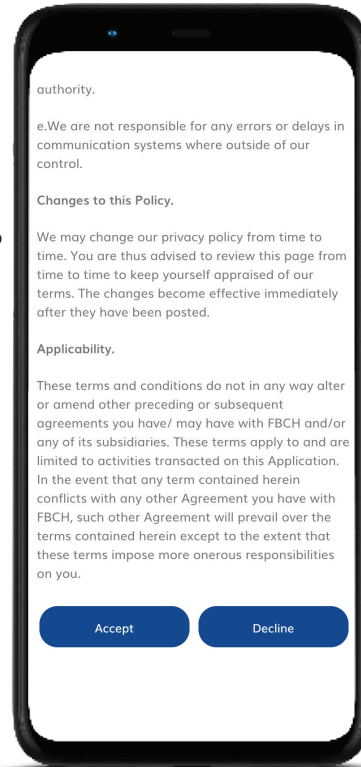 authority.
e.We are not responsible for any errors or delays in
communication systems where outside of our
control.
Changes to this Policy.
We may change our privacy policy from time to
time. You are thus advised to review this page from
time to time to keep yourself appraised of our
terms. The changes become effective immediately
after they have been posted.
Applicability.
These terms and conditions do not in any way alter
or amend other preceding or subsequent
agreements you have/ may have with FBCH and/or
any of its subsidiaries. These terms apply to and are
limited to activities transacted on this Application.
In the event that any term contained herein
conflicts with any other Agreement you have with
FBCH, such other Agreement will prevail over the
terms contained herein except to the extent that
these terms impose more onerous responsibilities
on you.
Accept Decline